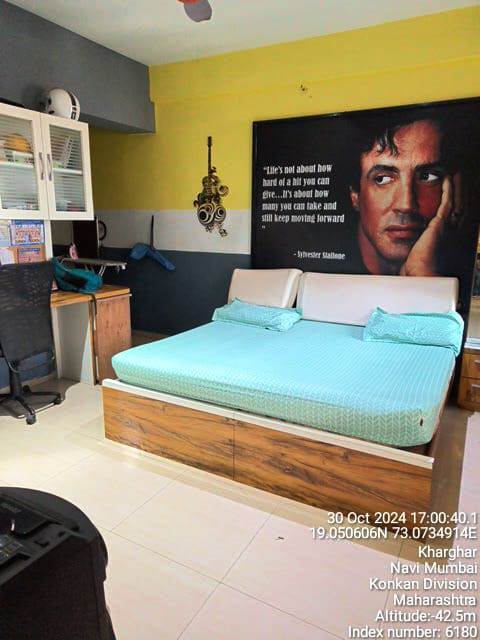 "Life's not about how
hard of a hit you can
give...it's about how
many you can take and
still keep moving forward
"
- Sylvester Stallone
30 Oct 2024 17:00:40.1
19.050606N 73.0734914E
Kharghar
Navi Mumbai
Konkan Division
Maharashtra
Altitude:-42.5m
Index number: 6180